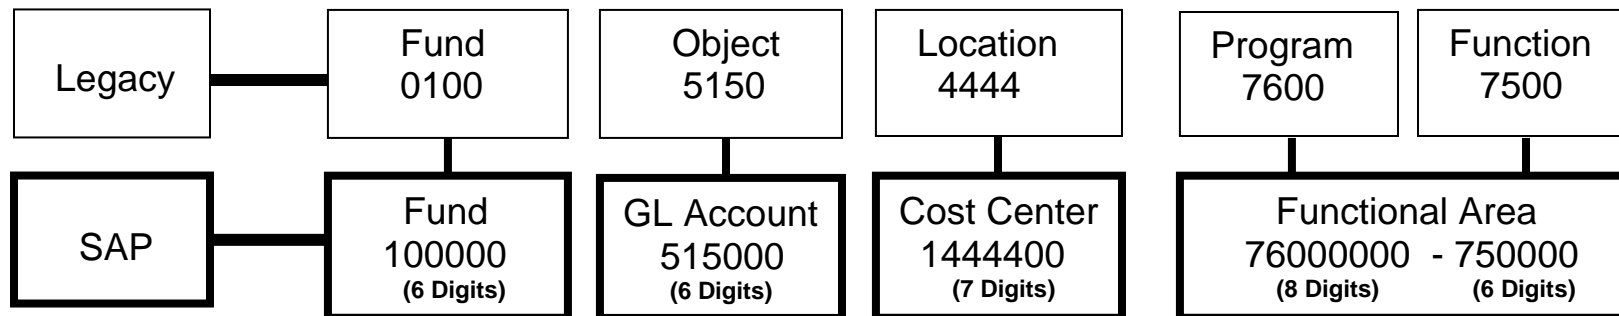 Legacy
Fund
0100
Object
5150
Location
4444
Program
7600
Function
7500
SAP
Fund
100000
(6 Digits)
GL Account
515000
(6 Digits)
Cost Center
1444400
(7 Digits)
Functional Area
76000000 - 750000
(8 Digits) (6 Digits)